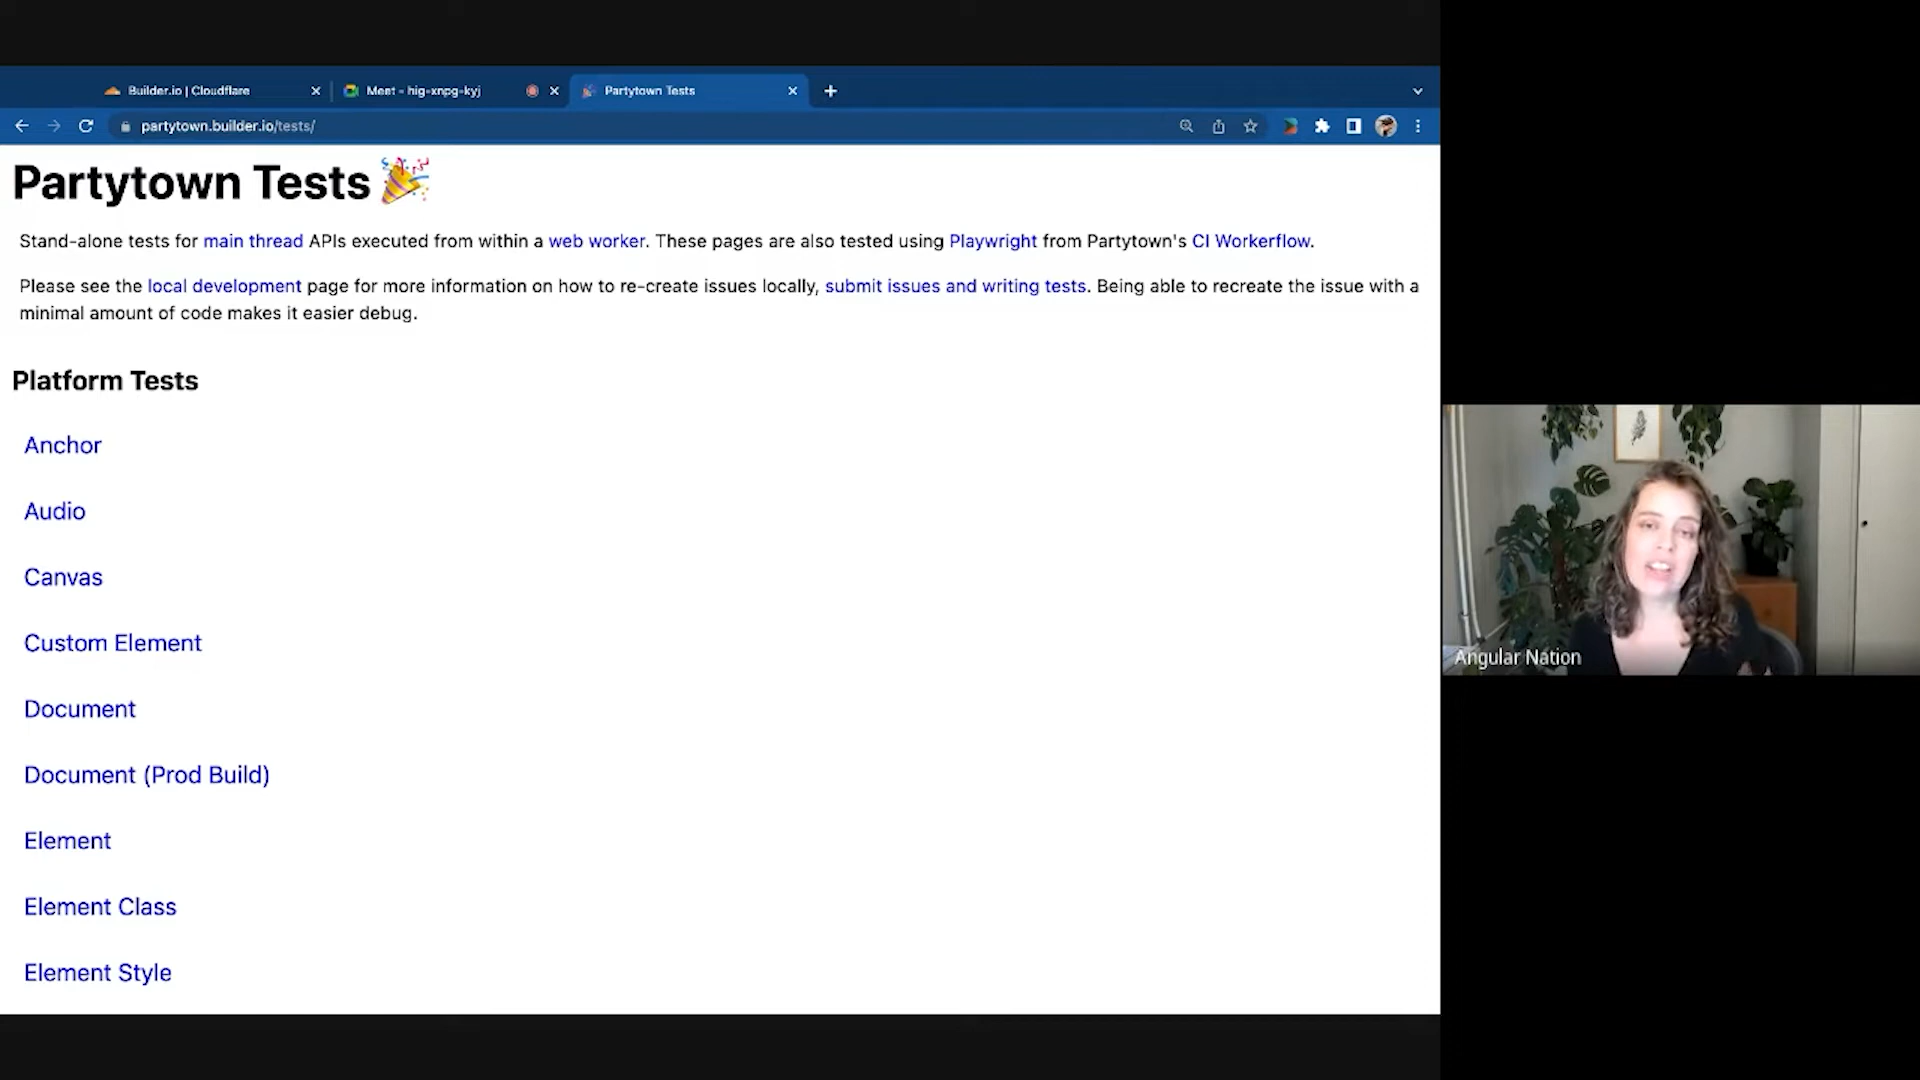 Builder.io | Cloudflare
Meet - hig-xnpg-kyj
Partytown Tests
partytown.builder.io/tests/
Partytown Tests 🎉
Stand-alone tests for main thread APIs executed from within a web worker. These pages are also tested using Playwright from Partytown's CI Workerflow.
Please see the local development page for more information on how to re-create issues locally, submit issues and writing tests. Being able to recreate the issue with a
minimal amount of code makes it easier debug.
Platform Tests
Anchor
Audio
Canvas
Custom Element
Document
Document (Prod Build)
Element
Element Class
Element Style
Angular Nation